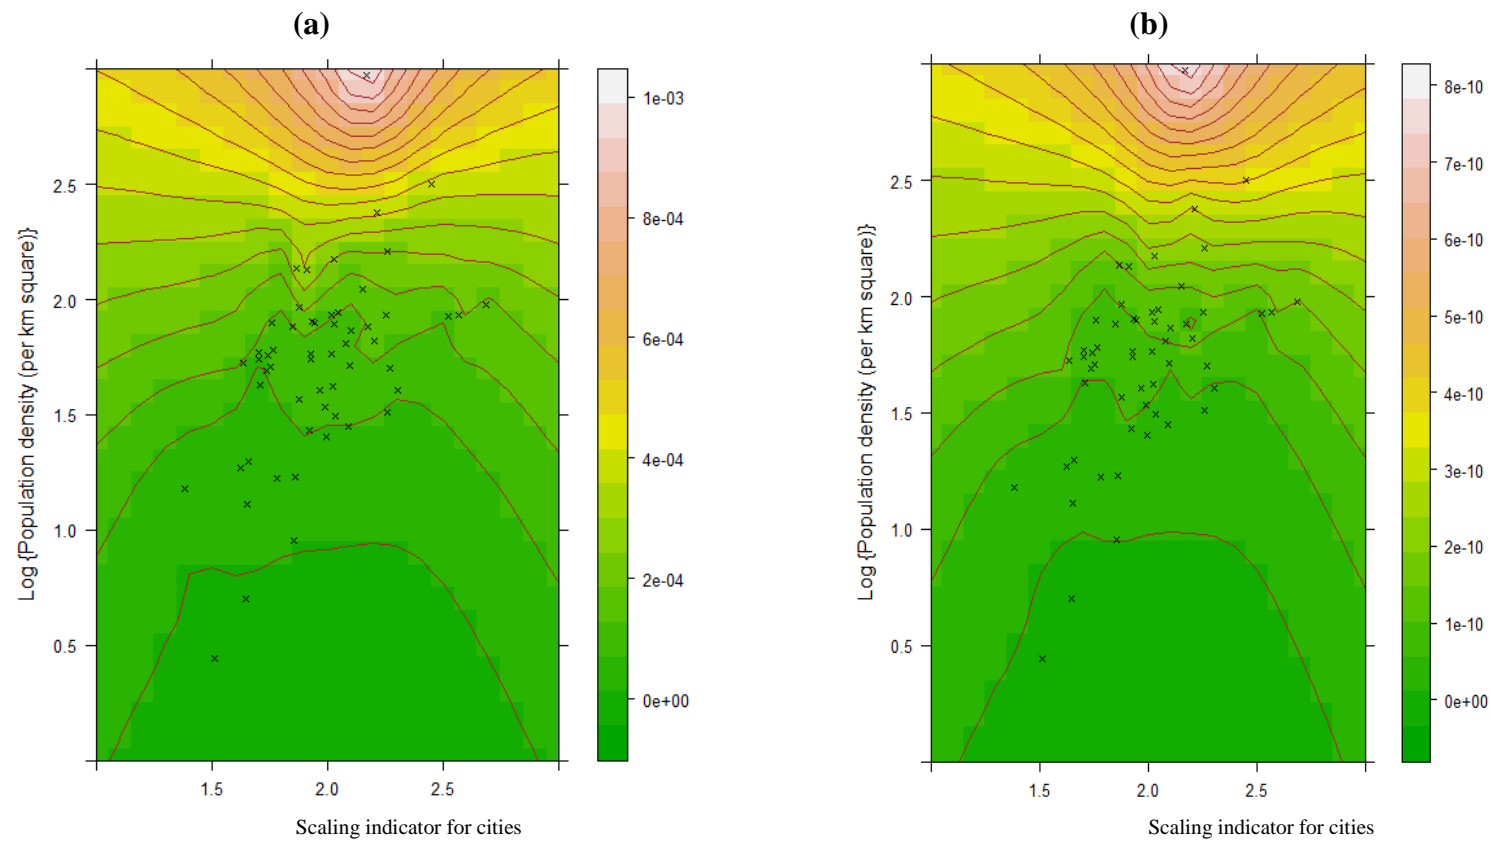 (a)
(b)
Log {Population density (per km square)}
2.5
2.0
1.5
1.0
0.5
1.5
2.0
2.5
Scaling indicator for cities
1e-03
8e-04
6e-04
4e-04
2e-04
0e+00
Log {Population density (per km square)}
2.5
2.0
1.5
1.0
0.5
1.5
2.0
2.5
Scaling indicator for cities
8e-10
7e-10
6e-10
5e-10
4e-10
3e-10
2e-10
1e-10
0e+00